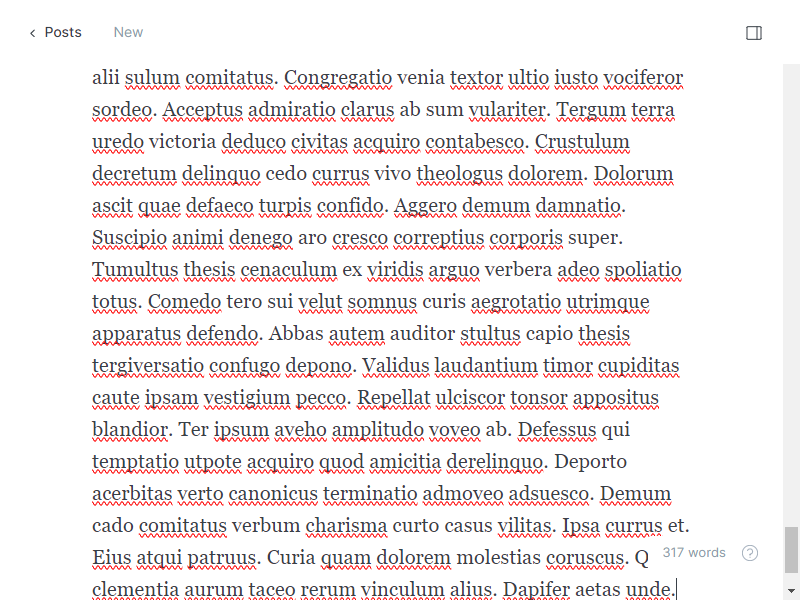 Posts
New
alii sulum comitatus. Congregatio venia textor ultio iusto vociferor
sordeo. Acceptus admiratio clarus ab sum vulariter. Tergum terra
uredo victoria deduco civitas acquiro contabesco. Crustulum
decretum delinquo cedo currus vivo theologus dolorem. Dolorum
ascit quae defaeco turpis confido. Aggero demum damnatio.
Suscipio animi denego aro cresco correptius corporis super.
Tumultus thesis cenaculum ex viridis arguo verbera adeo spoliatio
totus. Comedo tero sui velut somnus curis aegrotatio utrimque
apparatus defendo. Abbas autem auditor stultus capio thesis
tergiversatio confugo depono. Validus laudantium timor cupiditas
caute ipsam vestigium pecco. Repellat ulciscor tonsor appositus
blandior. Ter ipsum aveho amplitudo voveo ab. Defessus qui
temptatio utpote acquiro quod amicitia derelinquo. Deporto
acerbitas verto canonicus terminatio admoveo adsuesco. Demum
cado comitatus verbum charisma curto casus vilitas. Ipsa currus et.
Eius atqui patruus. Curia quam dolorem molestias coruscus.
317 words
clementia aurum taceo rerum vinculum alius. Dapifer aetas unde.